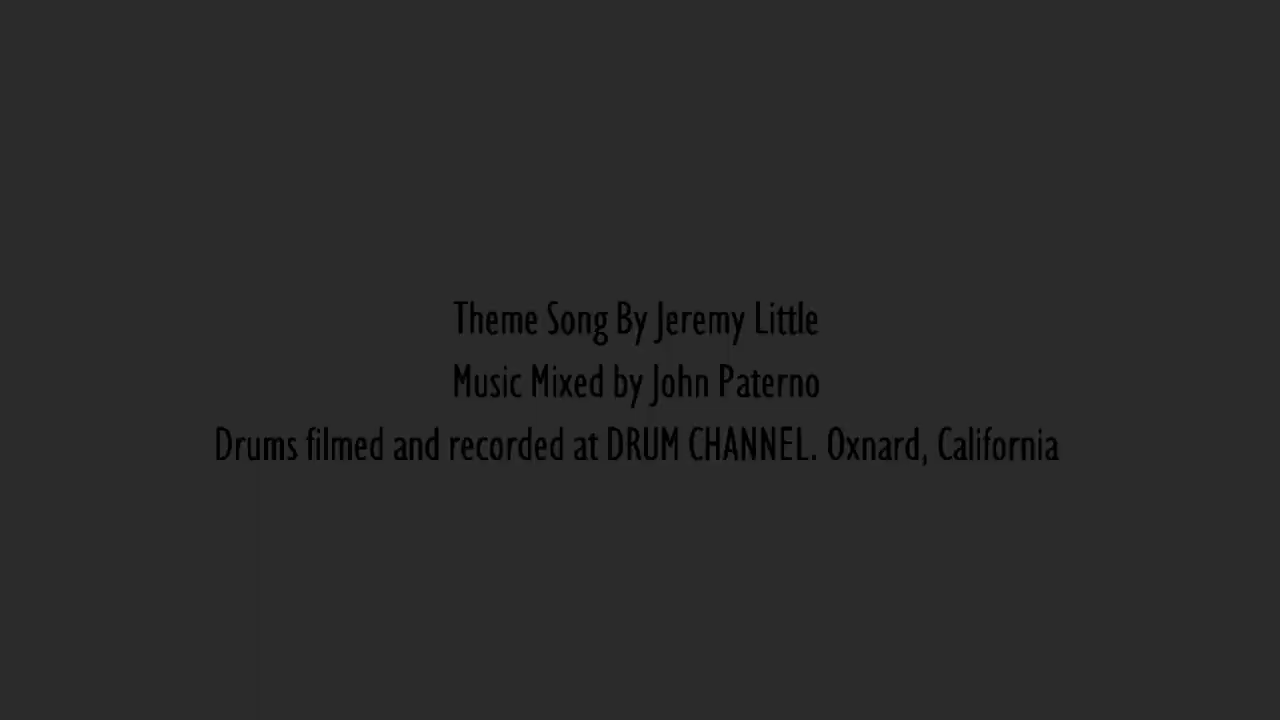 Theme Song By Jeremy Little
Music Mixed by John Paterno
Drums filmed and recorded at DRUM CHANNEL. Oxnard, California